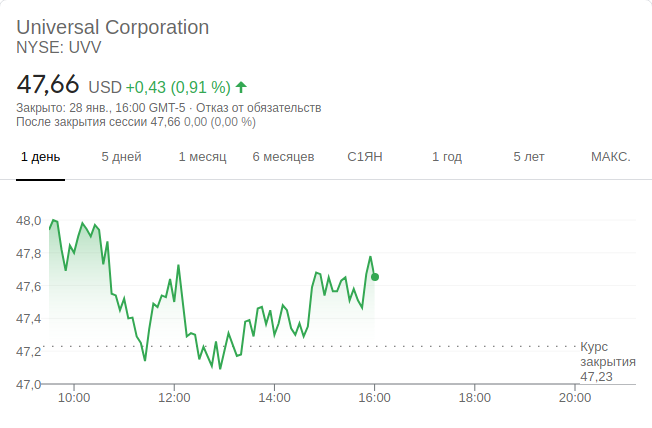 Universal Corporation
NYSE: UVV
47,66 USD +0,43 (0,91 %)
Закрыто: 28 янв., 16:00 GMT-5 · Отказ от обязательств
После закрытия сессии 47,66 0,00 (0,00 %)
1 день 5 дней 1 месяц 6 месяцев С1ЯН 1 год 5 лет МАКС.
48,0
47,8
47,6
47,4
47,2
47,0
Курс
закрытия
47,23
10:00 12:00 14:00 16:00 18:00 20:00